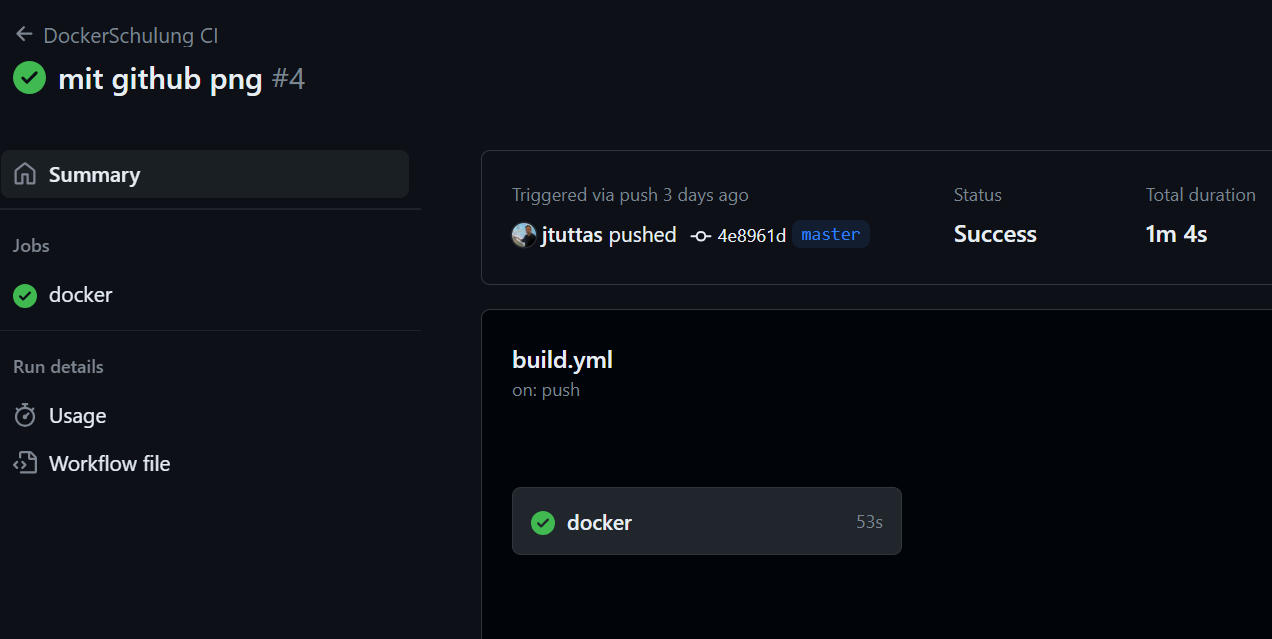 DockerSchulung CI
mit github png #4
Summary
Jobs
docker
Run details
Usage
Workflow file
Triggered via push 3 days ago
jtuttas pushed 4e8961d master
Status
Success
Total duration
1m 4s
build.yml
on: push
docker 53s